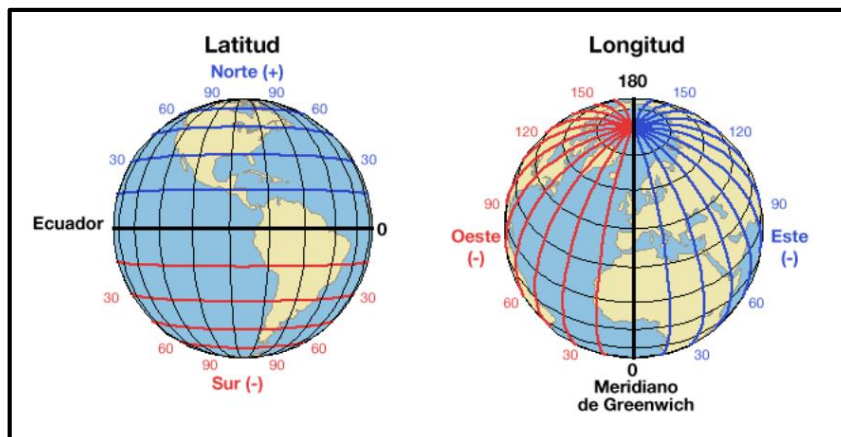 Latitud
Norte (+)
90 90
60 60
30 30
Ecuador 0
30 30
60 60
90 90
Sur (-)
Longitud
180
150 150
120 120
90 90
Oeste Este
(-) (-)
60 60
30 30
0
Meridiano
de Greenwich